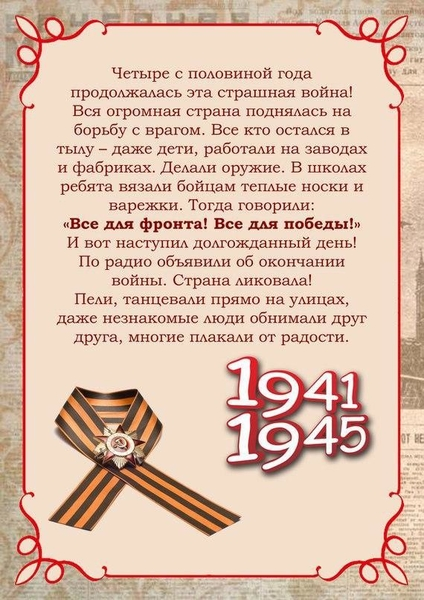 Четыре с половиной года
продолжалась эта страшная война!
Вся огромная страна поднялась на
борьбу с врагом. Все кто остался в
тылу – даже дети, работали на заводах
и фабриках. Делали оружие. В школах
ребята вязали бойцам теплые носки и
варежки. Тогда говорили:
«Все для фронта! Все для победы!»
И вот наступил долгожданный день!
По радио объявили об окончании
войны. Страна ликовала!
Пели, танцевали прямо на улицах,
даже незнакомые люди обнимали друг
друга, многие плакали от радости.
1941
1945